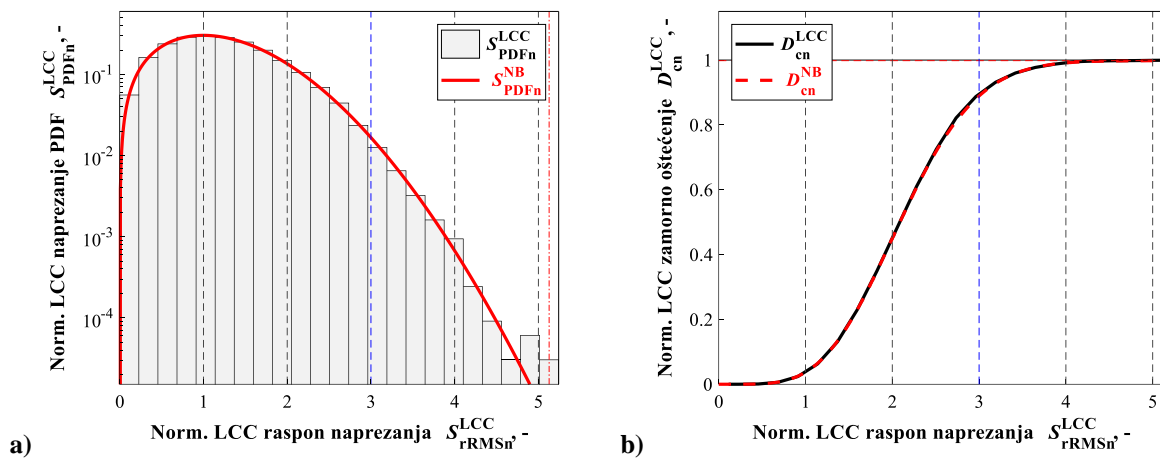 Norm. LCC naprezanje PDF S^LCC_PDFn, -
10^-1
10^-2
10^-3
10^-4
S^LCC_PDFn
S^NB_PDFn
0 1 2 3 4 5
Norm. LCC raspon naprezanja S^LCC_rRMSn, -
a)
Norm. LCC zamorno oštećenje D^LCC_cn, -
1
0.8
0.6
0.4
0.2
0
D^LCC_cn
D^NB_cn
0 1 2 3 4 5
Norm. LCC raspon naprezanja S^LCC_rRMSn, -
b)